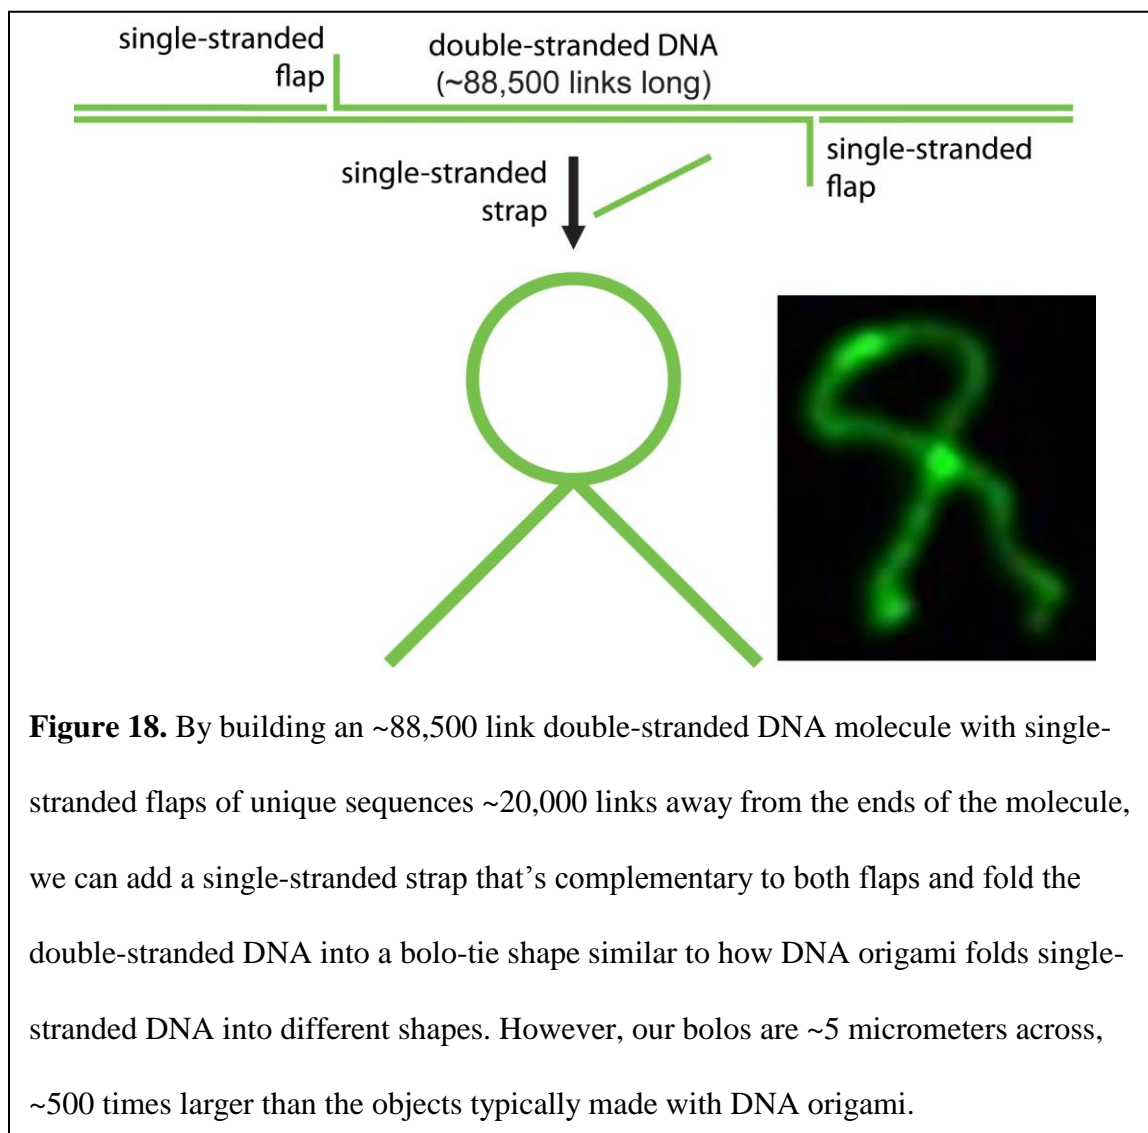 single-stranded
flap
double-stranded DNA
(~88,500 links long)
single-stranded
strap
single-stranded
flap
Figure 18. By building an ~88,500 link double-stranded DNA molecule with single-
stranded flaps of unique sequences ~20,000 links away from the ends of the molecule,
we can add a single-stranded strap that’s complementary to both flaps and fold the
double-stranded DNA into a bolo-tie shape similar to how DNA origami folds single-
stranded DNA into different shapes. However, our bolos are ~5 micrometers across,
~500 times larger than the objects typically made with DNA origami.